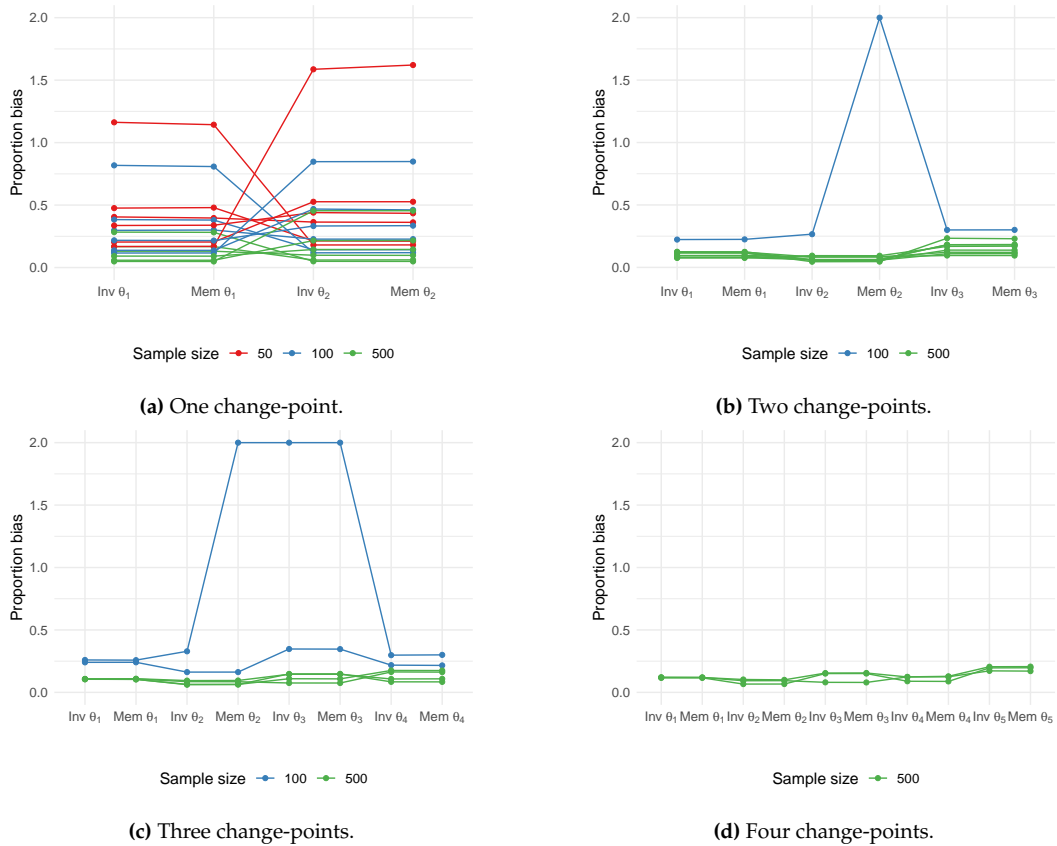 2.0
1.5
1.0
0.5
0.0
Proportion bias
Inv θ₁ Mem θ₁ Inv θ₂ Mem θ₂
Sample size 50 100 500
(a) One change-point.
2.0
1.5
1.0
0.5
0.0
Proportion bias
Inv θ₁ Mem θ₁ Inv θ₂ Mem θ₂ Inv θ₃ Mem θ₃
Sample size 100 500
(b) Two change-points.
2.0
1.5
1.0
0.5
0.0
Proportion bias
Inv θ₁ Mem θ₁ Inv θ₂ Mem θ₂ Inv θ₃ Mem θ₃ Inv θ₄ Mem θ₄
Sample size 100 500
(c) Three change-points.
2.0
1.5
1.0
0.5
0.0
Proportion bias
Inv θ₁ Mem θ₁ Inv θ₂ Mem θ₂ Inv θ₃ Mem θ₃ Inv θ₄ Mem θ₄ Inv θ₅ Mem θ₅
Sample size 500
(d) Four change-points.